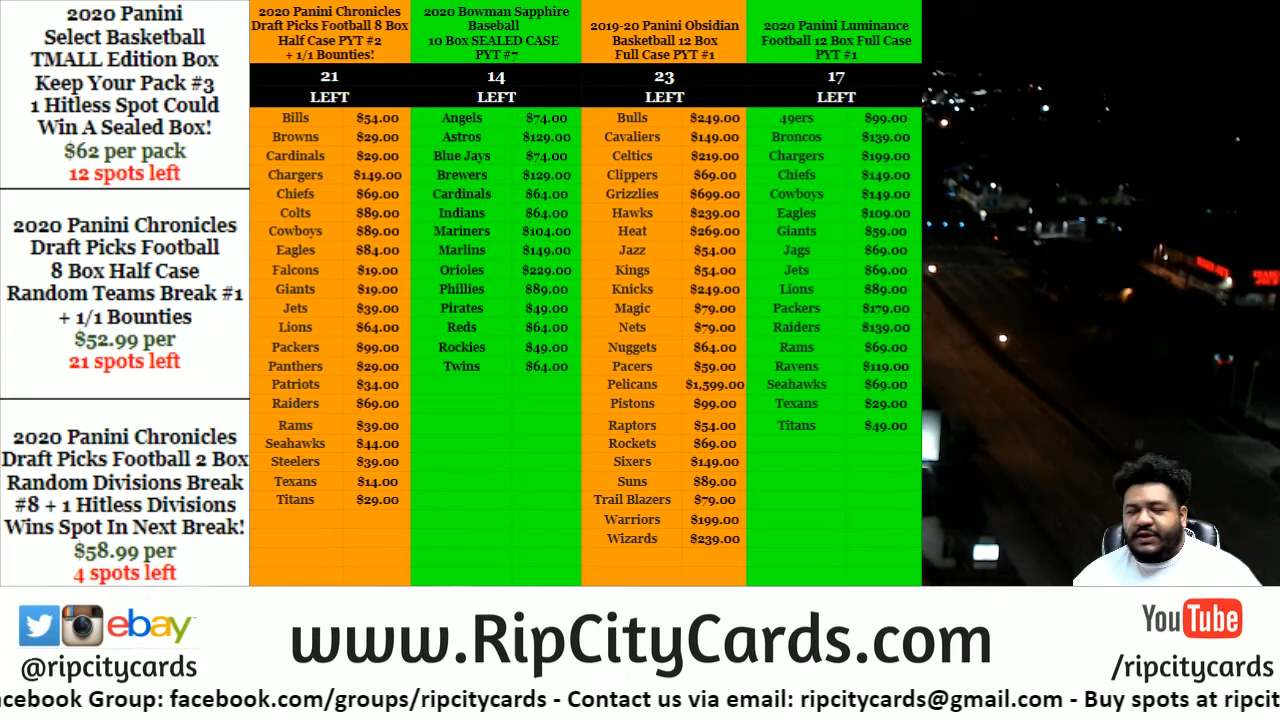 2020 Panini
Select Basketball
TMALL Edition Box
Keep Your Pack #3
1 Hitless Spot Could
Win A Sealed Box!
$62 per pack
12 spots left
2020 Panini Chronicles
Draft Picks Football
8 Box Half Case
Random Teams Break #1
+ 1/1 Bounties
$52.99 per
21 spots left
2020 Panini Chronicles
Draft Picks Football 2 Box
Random Divisions Break
#8 + 1 Hitless Divisions
Wins Spot In Next Break!
$58.99 per
4 spots left
2020 Panini Chronicles
Draft Picks Football 8 Box
Half Case PYT #2
+ 1/1 Bounties!
21
LEFT
Bills $54.00
Browns $29.00
Cardinals $29.00
Chargers $149.00
Chiefs $69.00
Colts $89.00
Cowboys $89.00
Eagles $84.00
Falcons $19.00
Giants $19.00
Jets $39.00
Lions $64.00
Packers $99.00
Panthers $29.00
Patriots $34.00
Raiders $69.00
Rams $39.00
Seahawks $44.00
Steelers $39.00
Texans $14.00
Titans $29.00
2020 Bowman Sapphire
Baseball
10 Box SEALED CASE
PYT #7
14
LEFT
Angels $74.00
Astros $129.00
Blue Jays $74.00
Brewers $129.00
Cardinals $64.00
Indians $64.00
Mariners $104.00
Marlins $149.00
Orioles $229.00
Phillies $89.00
Pirates $49.00
Reds $64.00
Rockies $49.00
Twins $64.00
2019-20 Panini Obsidian
Basketball 12 Box
Full Case PYT #1
23
LEFT
Bulls $249.00
Cavaliers $149.00
Celtics $219.00
Clippers $69.00
Grizzlies $699.00
Hawks $239.00
Heat $269.00
Jazz $54.00
Kings $54.00
Knicks $249.00
Magic $79.00
Nets $79.00
Nuggets $64.00
Pacers $59.00
Pelicans $1,599.00
Pistons $99.00
Raptors $54.00
Rockets $69.00
Sixers $149.00
Suns $89.00
Trail Blazers $79.00
Warriors $199.00
Wizards $239.00
2020 Panini Luminance
Football 12 Box Full Case
PYT #1
17
LEFT
49ers $99.00
Broncos $139.00
Chargers $199.00
Chiefs $149.00
Cowboys $149.00
Eagles $109.00
Giants $59.00
Jags $69.00
Jets $69.00
Lions $89.00
Packers $179.00
Raiders $139.00
Rams $69.00
Ravens $119.00
Seahawks $69.00
Texans $29.00
Titans $49.00
ebay
@ripcitycards
www.RipCityCards.com
YouTube
/ripcitycards
acebook Group: facebook.com/groups/ripcitycards - Contact us via email: ripcitycards@gmail.com - Buy spots at ripcit